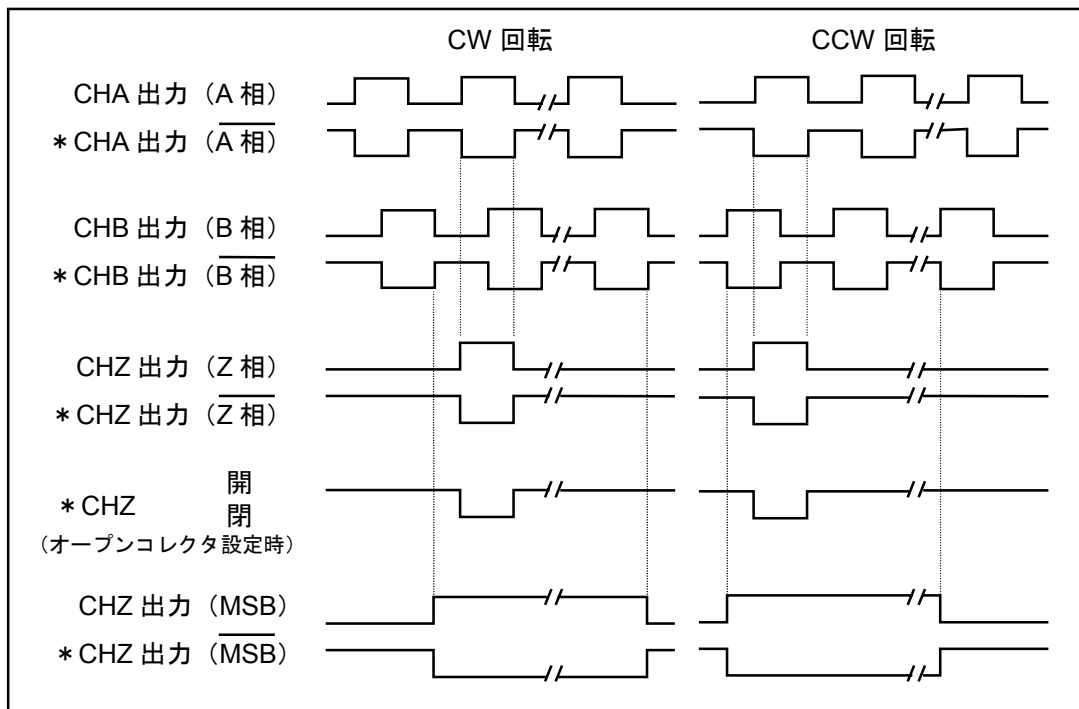 CW 回転
CCW 回転
CHA 出力（A 相）
＊CHA 出力（A 相）
CHB 出力（B 相）
＊CHB 出力（B 相）
CHZ 出力（Z 相）
＊CHZ 出力（Z 相）
＊CHZ 開
閉
（オープンコレクタ設定時）
CHZ 出力（MSB）
＊CHZ 出力（MSB）